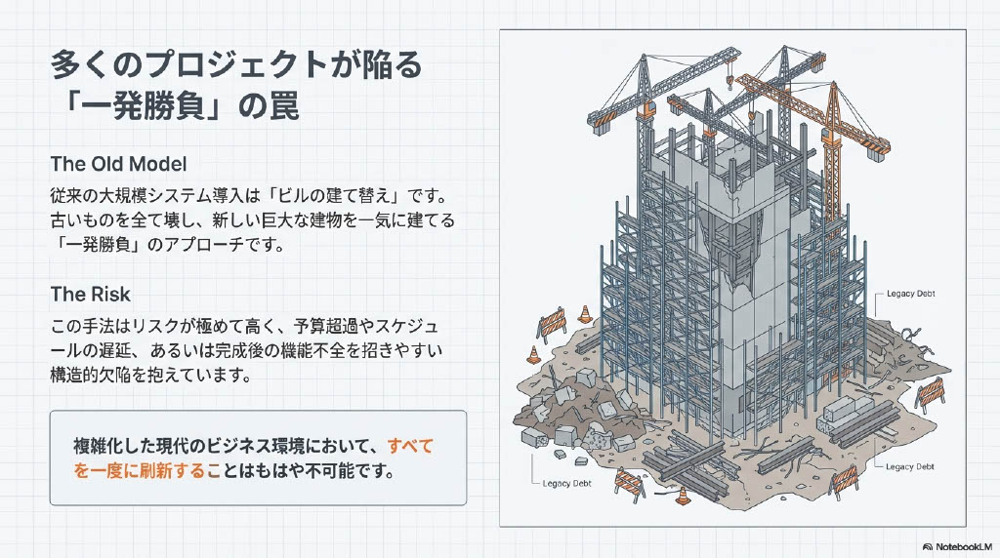 多くのプロジェクトが陥る
「一発勝負」の罠
The Old Model
従来の大規模システム導入は「ビルの建て替え」です。
古いものを全て壊し、新しい巨大な建物を一気に建てる
「一発勝負」のアプローチです。
The Risk
この手法はリスクが極めて高く、予算超過やスケジュ
ールの遅延、あるいは完成後の機能不全を招きやすい
構造的欠陥を抱えています。
複雑化した現代のビジネス環境において、すべて
を一度に刷新することはもはや不可能です。
Legacy Debt
Legacy Debt
Legacy Debt
NotebookLM